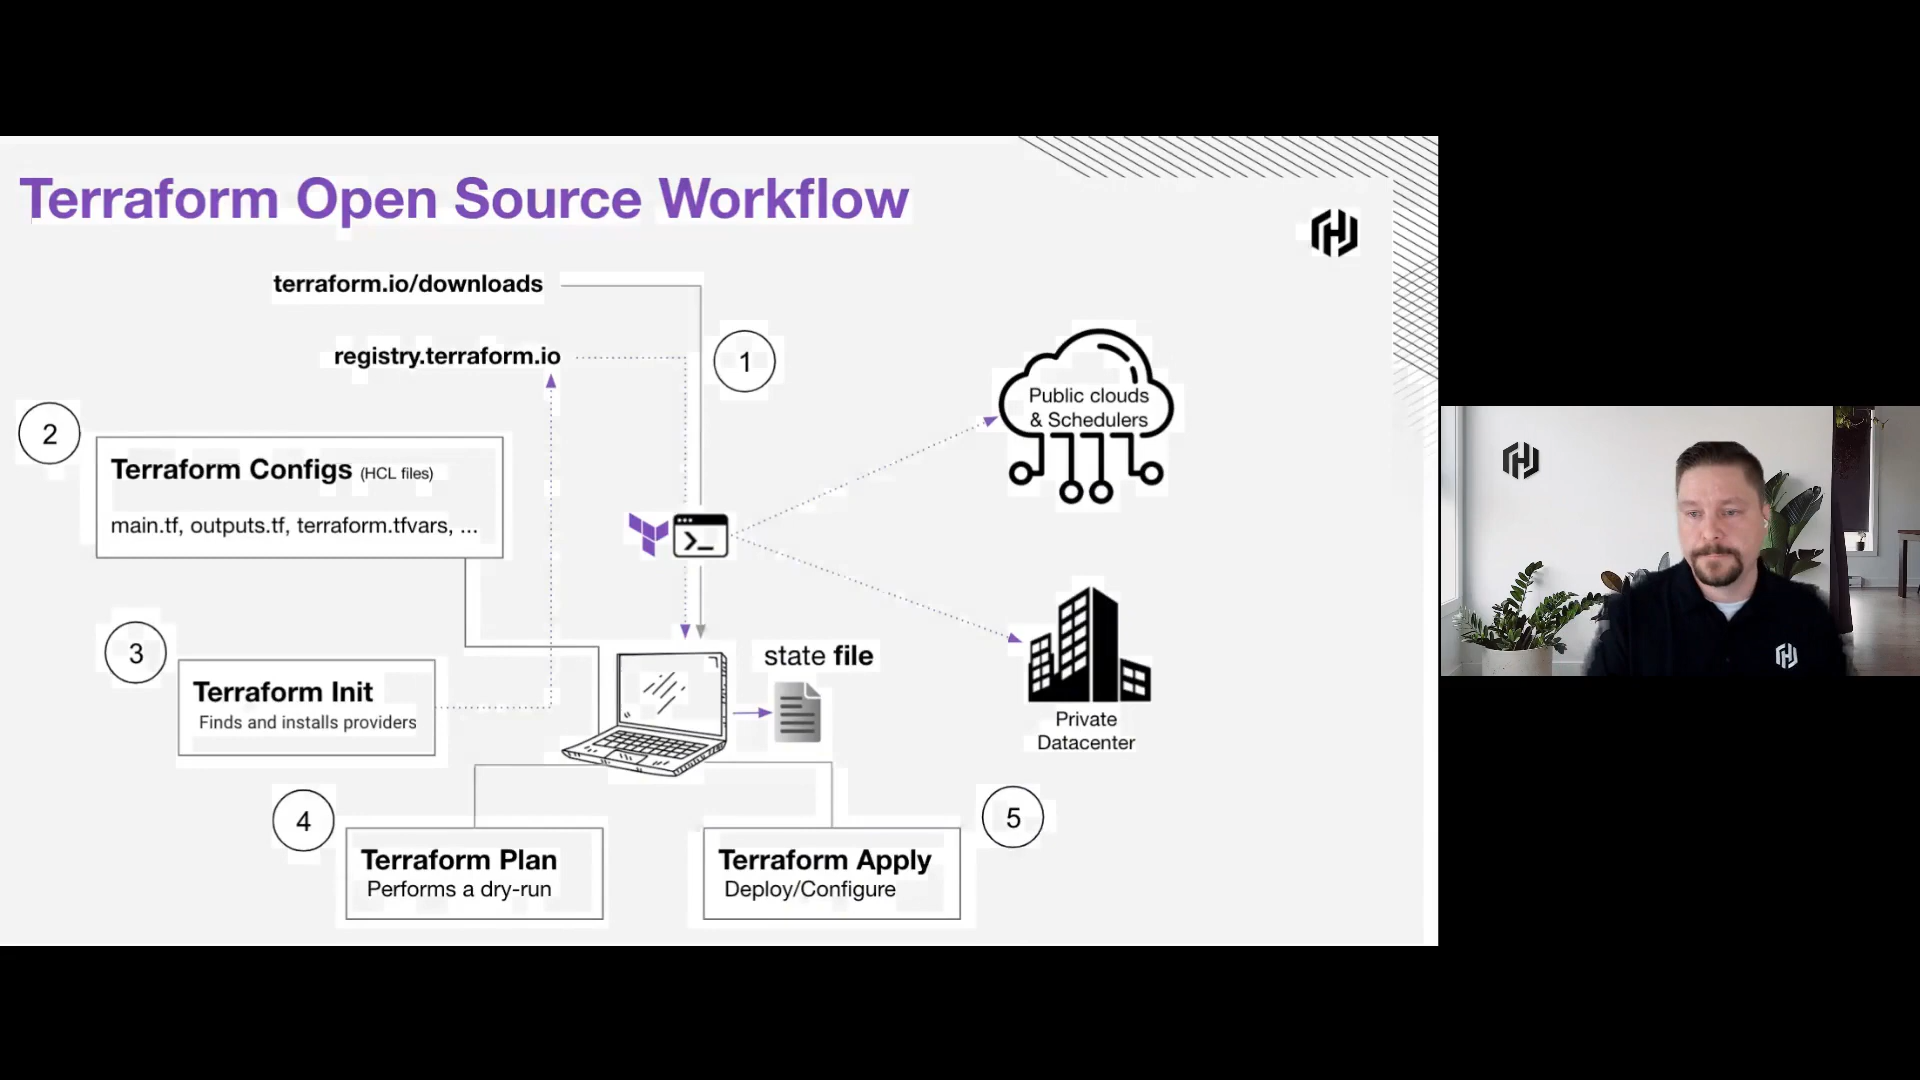 Terraform Open Source Workflow
terraform.io/downloads
registry.terraform.io
1
2
Terraform Configs (HCL files)
main.tf, outputs.tf, terraform.tfvars, ...
Public clouds
& Schedulers
>_
3
Terraform Init
Finds and installs providers
state file
Private
Datacenter
4
Terraform Plan
Performs a dry-run
5
Terraform Apply
Deploy/Configure